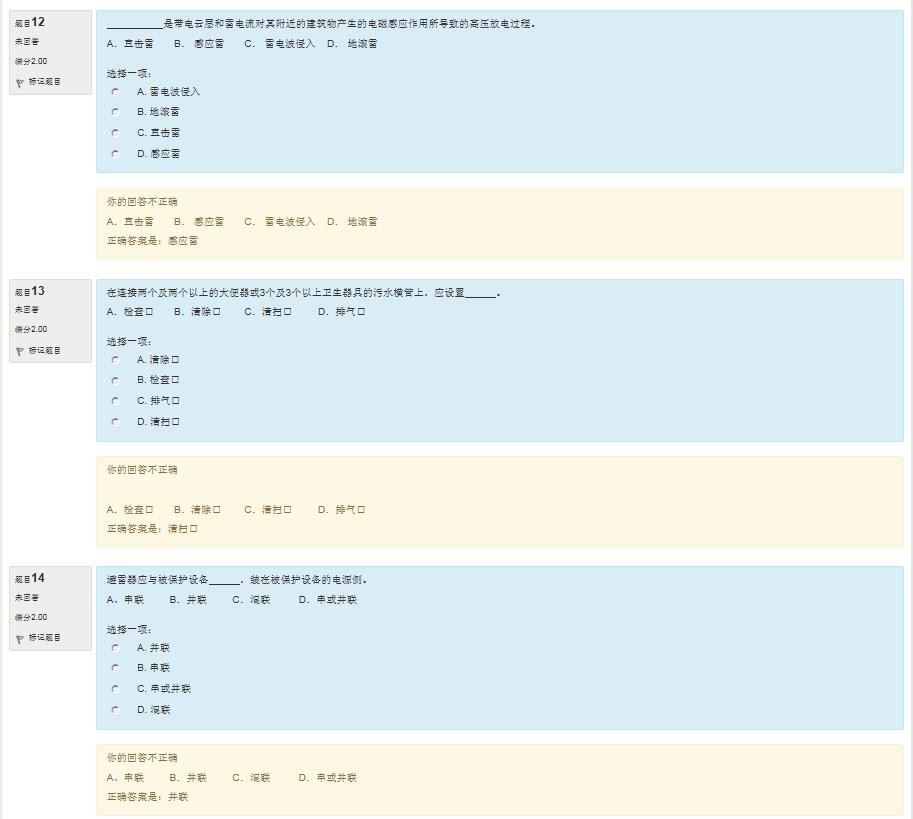 题目12
未回答
满分2.00
标记题目
__________是带电云层和雷电流对其附近的建筑物产生的电磁感应作用所导致的高压放电过程。
A. 直击雷 B. 感应雷 C. 雷电波侵入 D. 地滚雷
选择一项:
A. 雷电波侵入
B. 地滚雷
C. 直击雷
D. 感应雷
你的回答不正确
A. 直击雷 B. 感应雷 C. 雷电波侵入 D. 地滚雷
正确答案是:感应雷
题目13
未回答
满分2.00
标记题目
在连接两个及两个以上的大便器或3个及3个以上卫生器具的污水横管上,应设置______。
A. 检查口 B. 清除口 C. 清扫口 D. 排气口
选择一项:
A. 清除口
B. 检查口
C. 排气口
D. 清扫口
你的回答不正确
A. 检查口 B. 清除口 C. 清扫口 D. 排气口
正确答案是:清扫口
题目14
未回答
满分2.00
标记题目
避雷器应与被保护设备______,装在被保护设备的电源侧。
A、串联 B. 并联 C. 混联 D. 串或并联
选择一项:
A. 并联
B. 串联
C. 串或并联
D. 混联
你的回答不正确
A、串联 B. 并联 C. 混联 D. 串或并联
正确答案是:并联